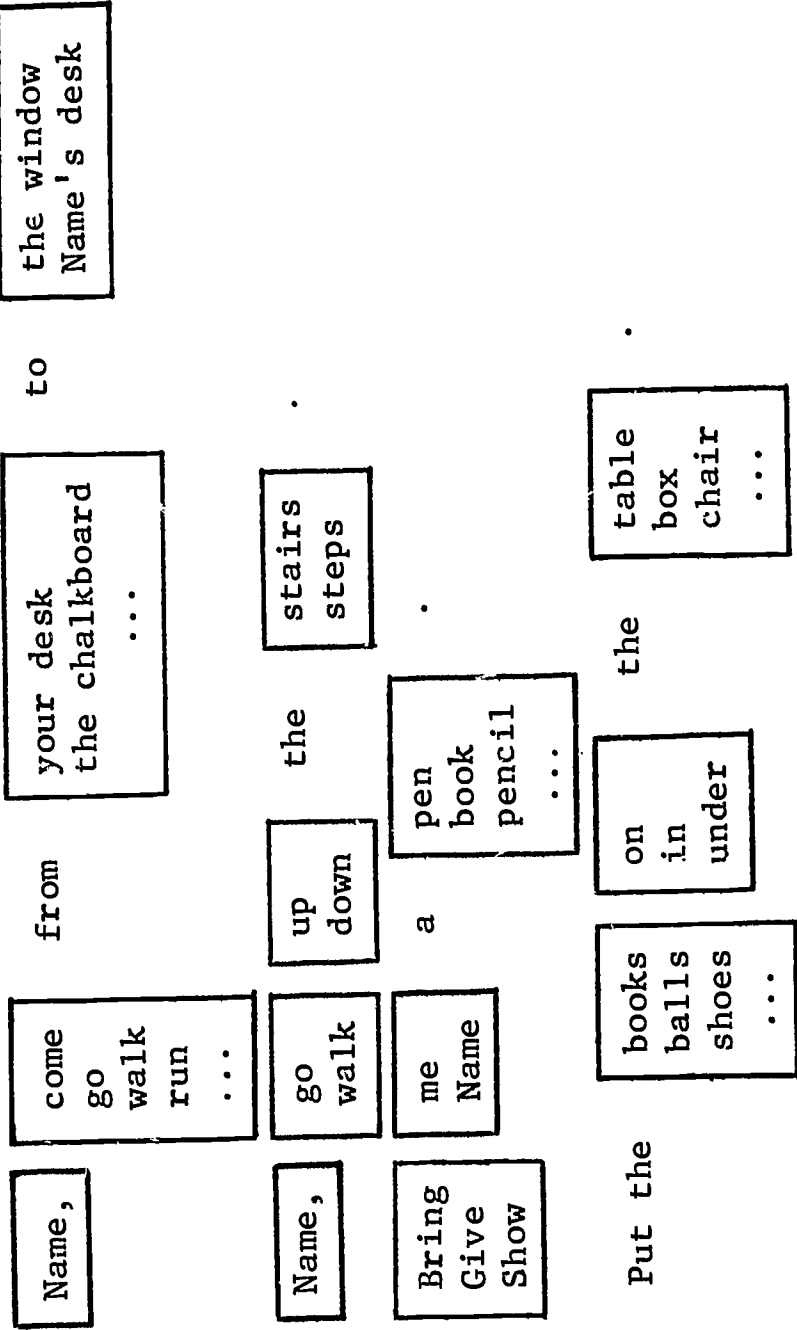 Name,
come
go
walk
run
...
from
your desk
the chalkboard
...
to
the window
Name's desk
Name,
go
walk
up
down
the
stairs
steps
.
Bring
Give
Show
me
Name
a
pen
book
pencil
...
.
Put the
books
balls
shoes
...
on
in
under
the
table
box
chair
...
.